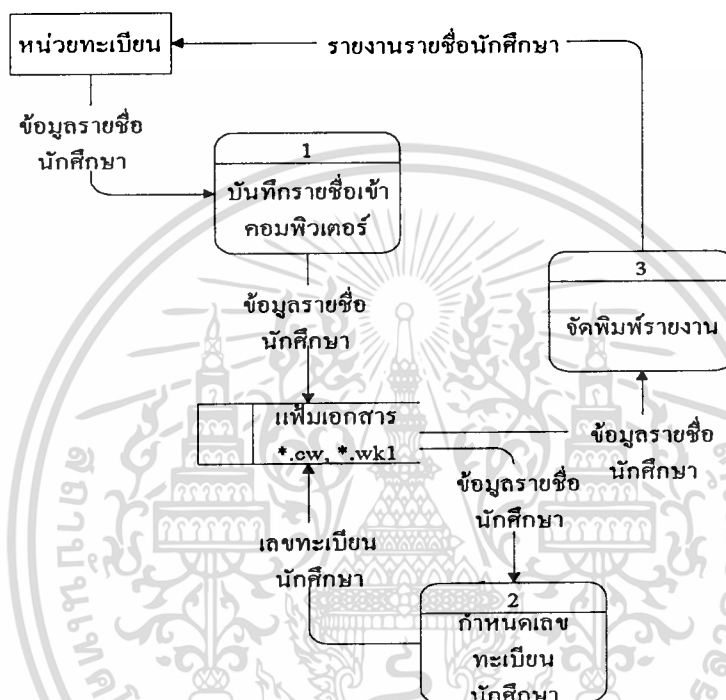 หน่วยทะเบียน
รายงานรายชื่อนักศึกษา
ข้อมูลรายชื่อ
นักศึกษา
1
บันทึกรายชื่อเข้า
คอมพิวเตอร์
3
จัดพิมพ์รายงาน
ข้อมูลรายชื่อ
นักศึกษา
แฟ้มเอกสาร
*.cw, *.wk1
ข้อมูลรายชื่อ
นักศึกษา
ข้อมูลรายชื่อ
นักศึกษา
เลขทะเบียน
นักศึกษา
2
กำหนดเลข
ทะเบียน
นักศึกษา